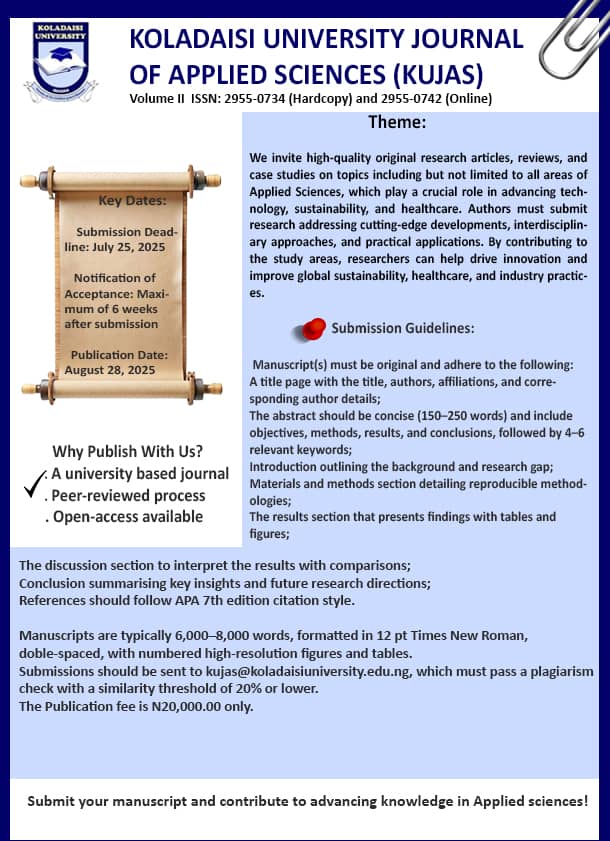 KOLADAISI
UNIVERSITY
KOLADAISI UNIVERSITY JOURNAL
OF APPLIED SCIENCES (KUJAS)
Volume II  ISSN: 2955-0734 (Hardcopy) and 2955-0742 (Online)
Key Dates:
Submission Dead-
line: July 25, 2025
Notification of
Acceptance: Maxi-
mum of 6 weeks
after submission
Publication Date:
August 28, 2025
Why Publish With Us?
. A university based journal
. Peer-reviewed process
. Open-access available
Theme:
We invite high-quality original research articles, reviews, and
case studies on topics including but not limited to all areas of
Applied Sciences, which play a crucial role in advancing tech-
nology, sustainability, and healthcare. Authors must submit
research addressing cutting-edge developments, interdisciplin-
ary approaches, and practical applications. By contributing to
the study areas, researchers can help drive innovation and
improve global sustainability, healthcare, and industry practic-
es.
Submission Guidelines:
Manuscript(s) must be original and adhere to the following:
A title page with the title, authors, affiliations, and corre-
sponding author details;
The abstract should be concise (150–250 words) and include
objectives, methods, results, and conclusions, followed by 4–6
relevant keywords;
Introduction outlining the background and research gap;
Materials and methods section detailing reproducible method-
ologies;
The results section that presents findings with tables and
figures;
The discussion section to interpret the results with comparisons;
Conclusion summarising key insights and future research directions;
References should follow APA 7th edition citation style.
Manuscripts are typically 6,000–8,000 words, formatted in 12 pt Times New Roman,
doble-spaced, with numbered high-resolution figures and tables.
Submissions should be sent to kujas@koladaisiuniversity.edu.ng, which must pass a plagiarism
check with a similarity threshold of 20% or lower.
The Publication fee is N20,000.00 only.
Submit your manuscript and contribute to advancing knowledge in Applied sciences!